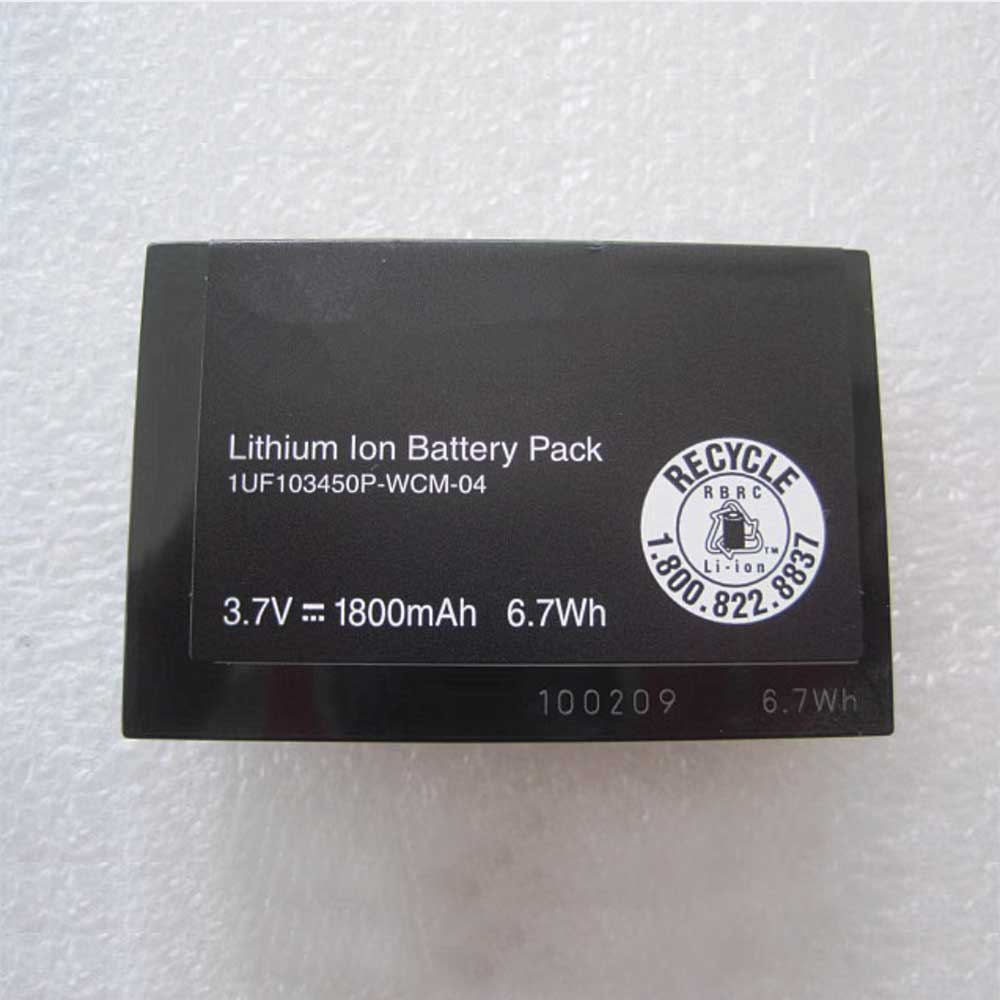 Lithium Ion Battery Pack
1UF103450P-WCM-04
3.7V ⎓ 1800mAh 6.7Wh
RECYCLE
RBRC
TM
Li-ion
1.800.822.8837
100209 6.7Wh